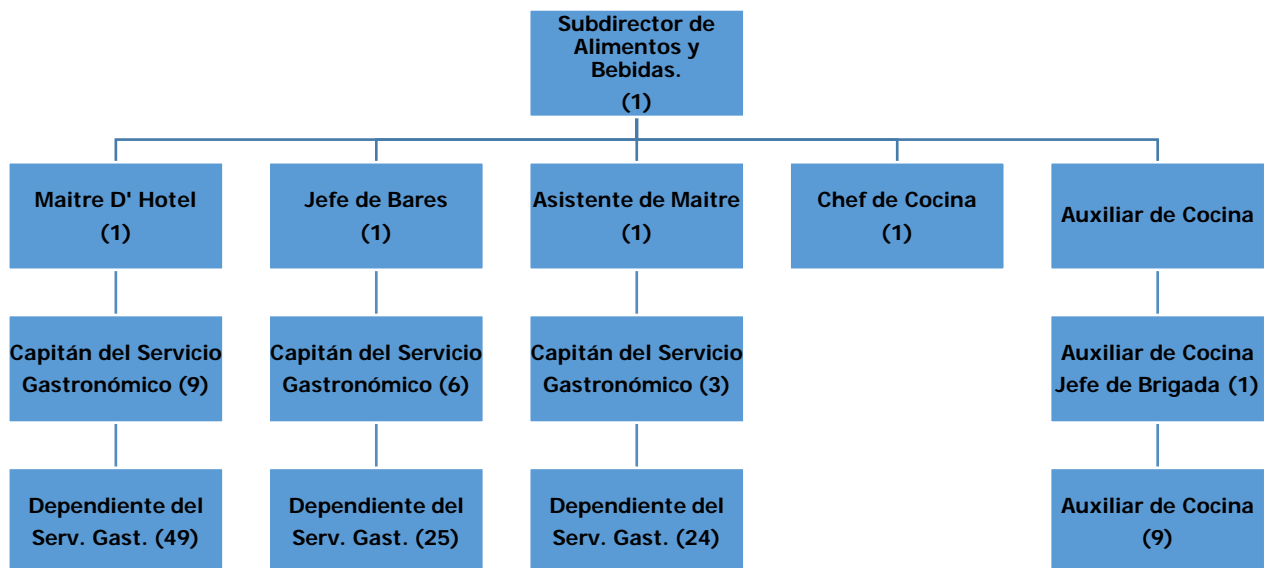 Subdirector de
Alimentos y
Bebidas.
(1)
Maitre D' Hotel
(1)
Jefe de Bares
(1)
Asistente de Maitre
(1)
Chef de Cocina
(1)
Auxiliar de Cocina
Capitán del Servicio
Gastronómico (9)
Capitán del Servicio
Gastronómico (6)
Capitán del Servicio
Gastronómico (3)
Auxiliar de Cocina
Jefe de Brigada (1)
Dependiente del
Serv. Gast. (49)
Dependiente del
Serv. Gast. (25)
Dependiente del
Serv. Gast. (24)
Auxiliar de Cocina
(9)